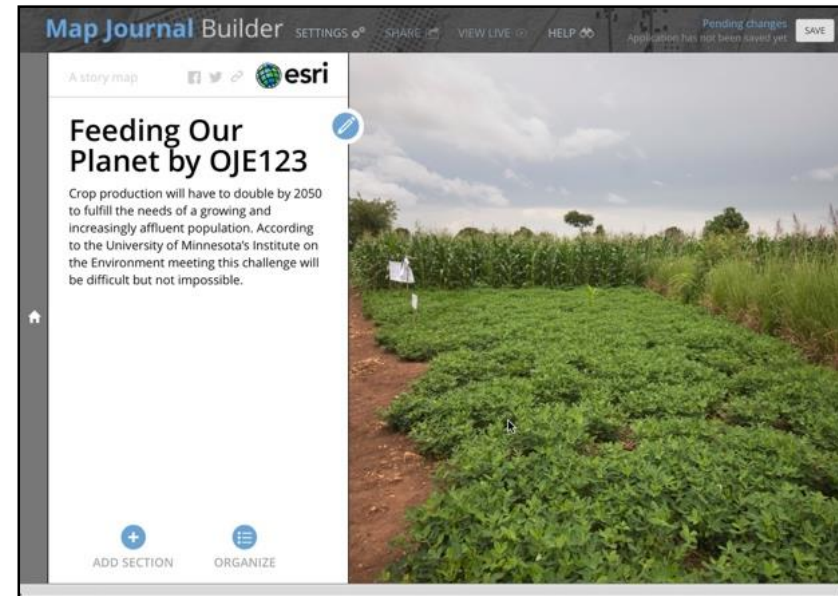 Map Journal Builder SETTINGS SHARE VIEW LIVE HELP
Pending changes
Application has not been saved yet
SAVE
A story map
esri
Feeding Our
Planet by OJE123
Crop production will have to double by 2050
to fulfill the needs of a growing and
increasingly affluent population. According
to the University of Minnesota's Institute on
the Environment meeting this challenge will
be difficult but not impossible.
ADD SECTION ORGANIZE